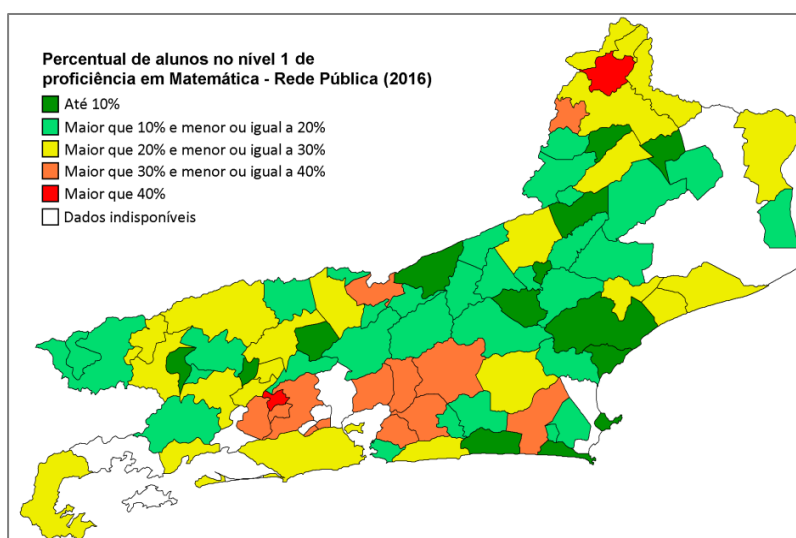 Percentual de alunos no nível 1 de
proficiência em Matemática - Rede Pública (2016)
Até 10%
Maior que 10% e menor ou igual a 20%
Maior que 20% e menor ou igual a 30%
Maior que 30% e menor ou igual a 40%
Maior que 40%
Dados indisponíveis